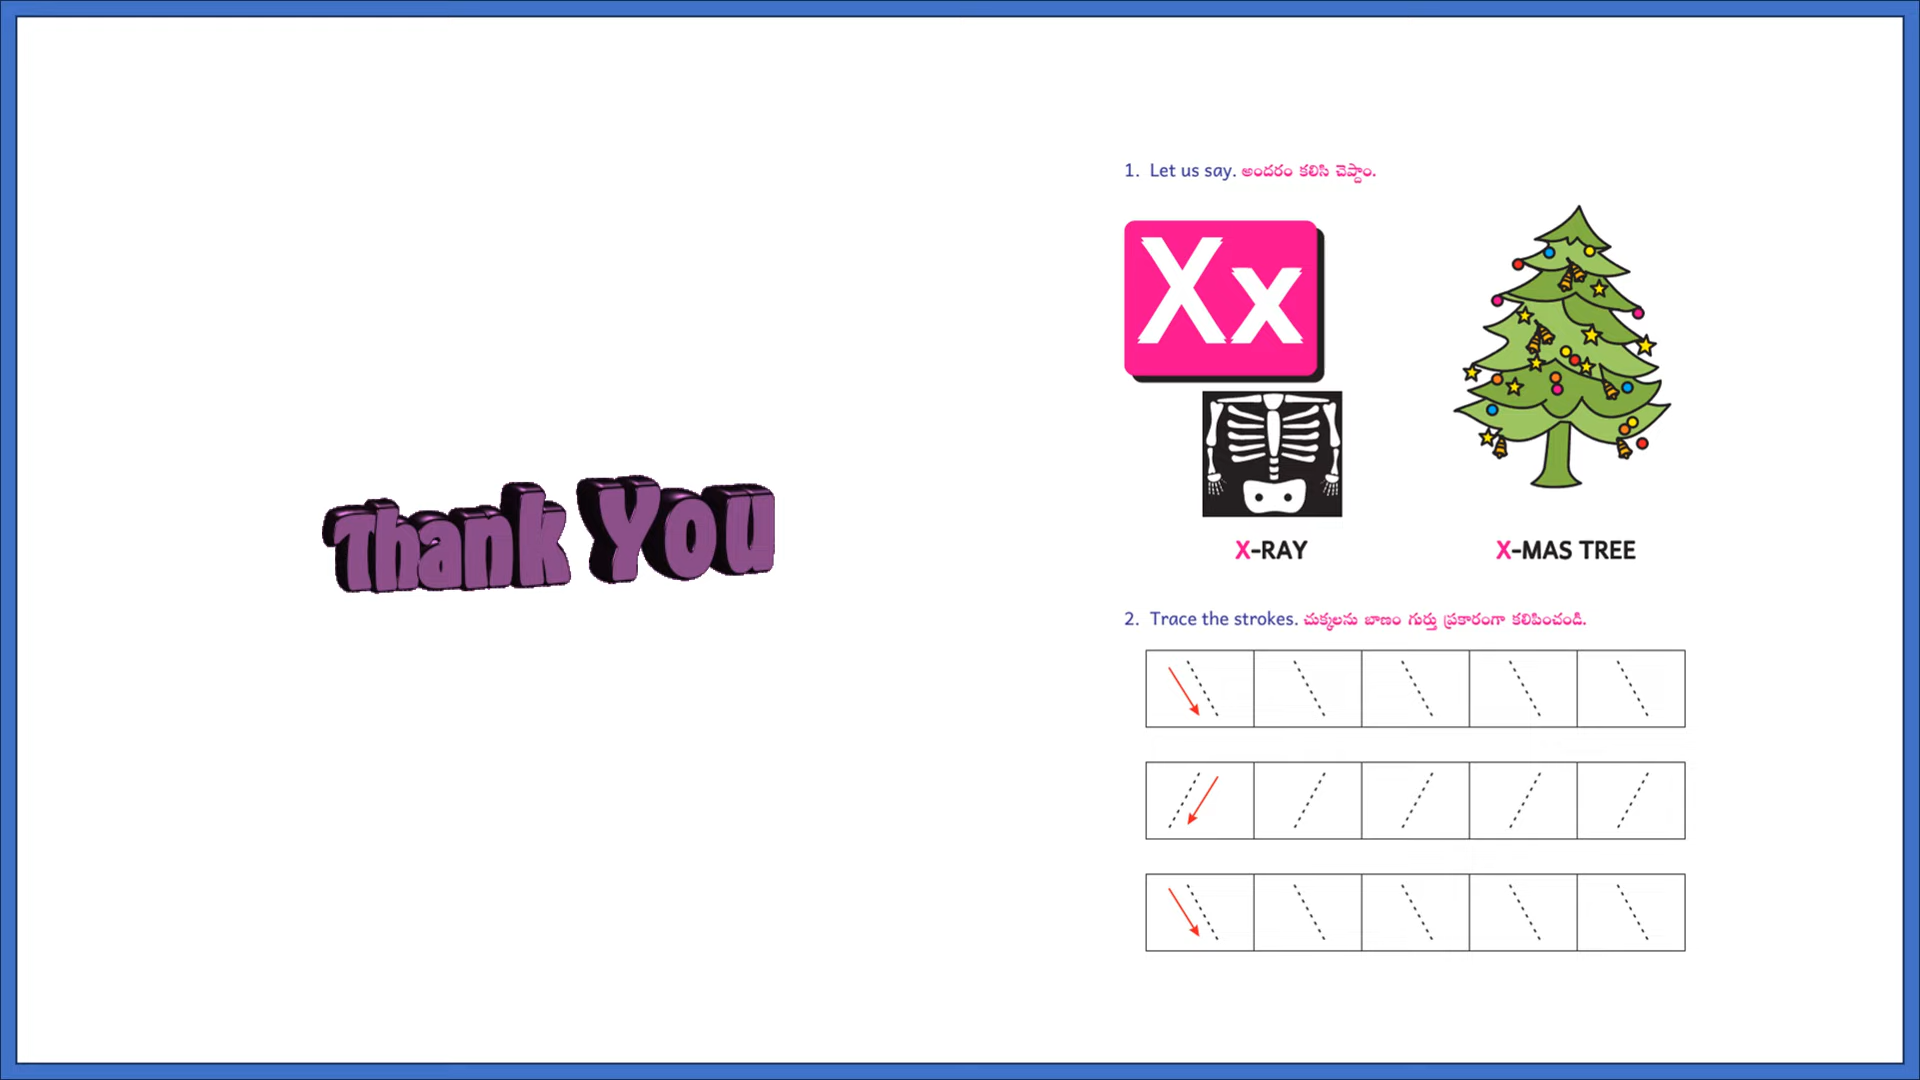 Thank You
1. Let us say. అందరం కలిసి చెప్దాం.
Xx
X-RAY
X-MAS TREE
2. Trace the strokes. చుక్కలను బాణం గుర్తు ప్రకారంగా కలిపించండి.